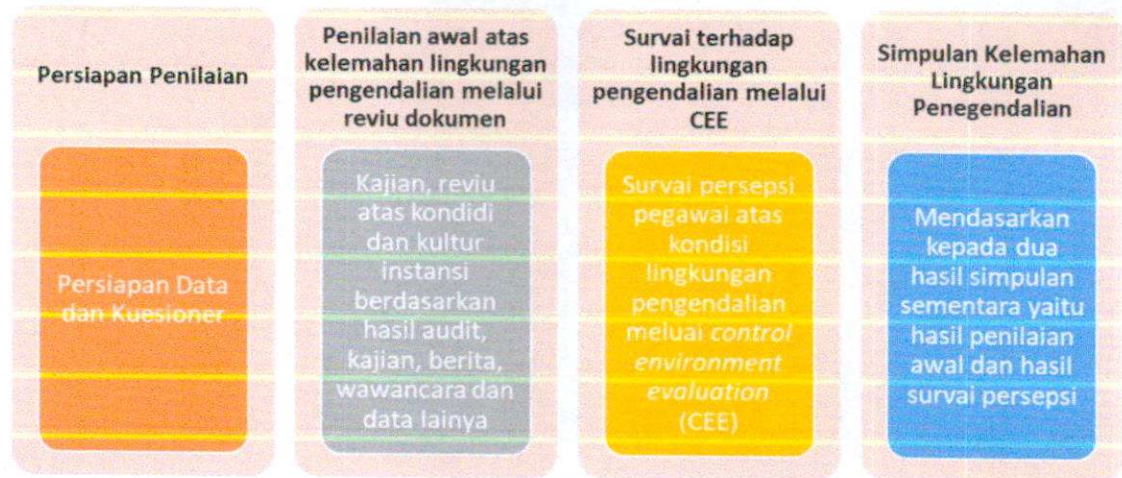 Persiapan Penilaian
Persiapan Data
dan Kuesioner
Penilaian awal atas
kelemahan lingkungan
pengendalian melalui
reviu dokumen
Kajian, reviu
atas kondidi
dan kultur
instansi
berdasarkan
hasil audit,
kajian, berita,
wawancara dan
data lainya
Survai terhadap
lingkungan
pengendalian melalui
CEE
Survai persepsi
pegawai atas
kondisi
lingkungan
pengendalian
meluai control
environment
evaluation
(CEE)
Simpulan Kelemahan
Lingkungan
Penegendalian
Mendasarkan
kepada dua
hasil simpulan
sementara yaitu
hasil penilaian
awal dan hasil
survai persepsi